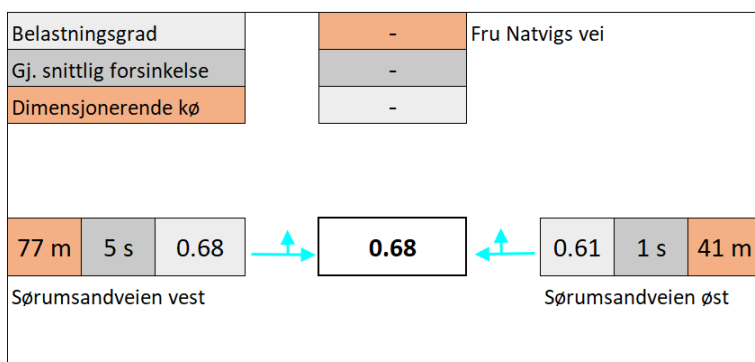 Belastningsgrad - Fru Natvigs vei
Gj. snittlig forsinkelse -
Dimensjonerende kø -
77 m 5 s 0.68 0.68 0.61 1 s 41 m
Sørumsandveien vest Sørumsandveien øst